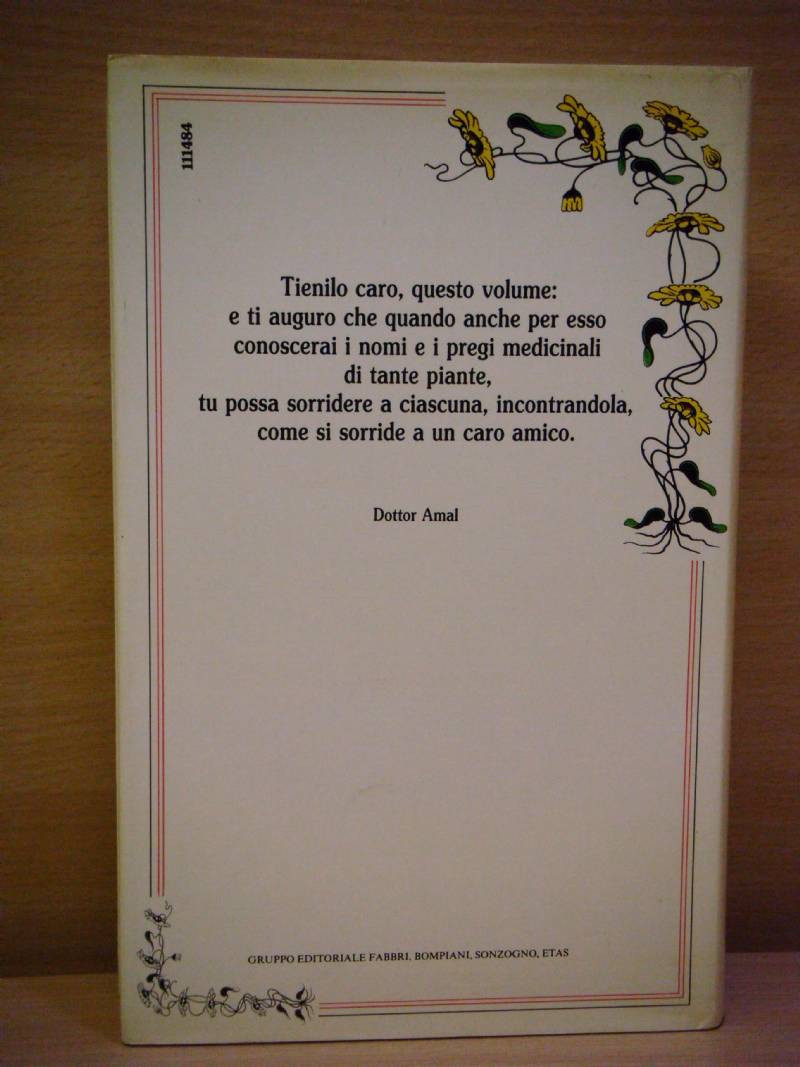 111484
Tienilo caro, questo volume:
e ti auguro che quando anche per esso
conoscerai i nomi e i pregi medicinali
di tante piante,
tu possa sorridere a ciascuna, incontrandola,
come si sorride a un caro amico.
Dottor Amal
GRUPPO EDITORIALE FABBRI, BOMPIANI, SONZOGNO, ETAS